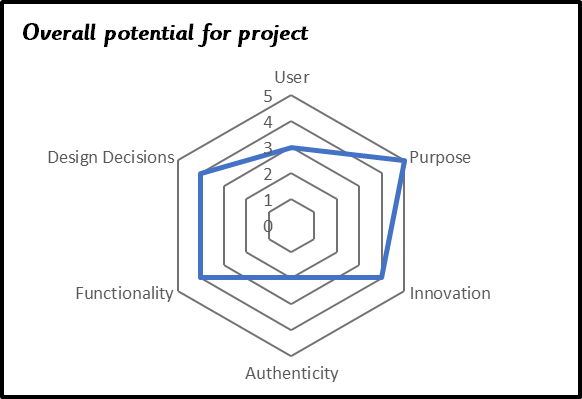 Overall potential for project
User
5
4
3
2
1
0
Design Decisions
Purpose
Functionality
Innovation
Authenticity